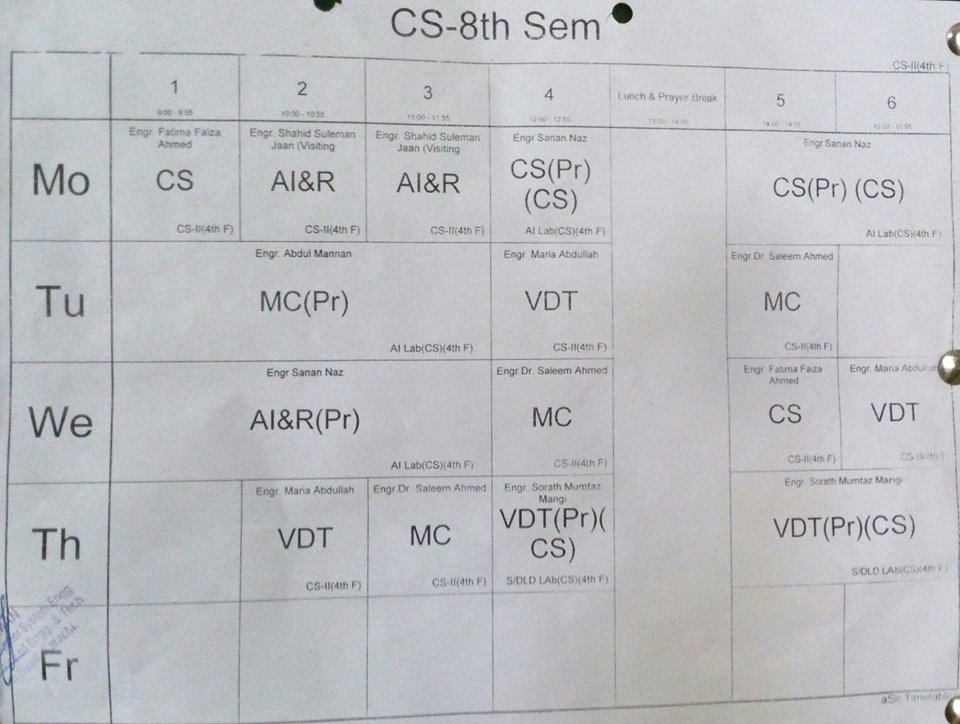 CS-8th Sem
CS-II(4th F)
1
2
3
4
Lunch & Prayer Break
5
6
9:00 - 9:55
10:00 - 10:55
11:00 - 11:55
12:00 - 12:55
13:00 - 14:00
14:00 - 14:55
15:00 - 15:55
Mo
Engr. Fatima Faiza
Ahmed
CS
CS-II(4th F)
Engr. Shahid Suleman
Jaan (Visiting
AI&R
CS-II(4th F)
Engr. Shahid Suleman
Jaan (Visiting
AI&R
CS-II(4th F)
Engr Sanan Naz
CS(Pr)
(CS)
AI Lab(CS)(4th F)
Engr Sanan Naz
CS(Pr) (CS)
AI Lab(CS)(4th F)
Tu
Engr. Abdul Mannan
MC(Pr)
AI Lab(CS)(4th F)
Engr. Maria Abdullah
VDT
CS-II(4th F)
Engr.Dr. Saleem Ahmed
MC
CS-II(4th F)
We
Engr Sanan Naz
AI&R(Pr)
AI Lab(CS)(4th F)
Engr.Dr. Saleem Ahmed
MC
CS-II(4th F)
Engr. Fatima Faiza
Ahmed
CS
CS-II(4th F)
Engr. Maria Abdullah
VDT
CS-II(4th F)
Th
Engr. Maria Abdullah
VDT
CS-II(4th F)
Engr.Dr. Saleem Ahmed
MC
CS-II(4th F)
Engr. Sorath Mumtaz
Mangi
VDT(Pr)(
CS)
S/DLD LAb(CS)(4th F)
Engr. Sorath Mumtaz Mangi
VDT(Pr)(CS)
S/DLD LAb(CS)(4th F)
Fr
System Engg.
of Engg. & Tech
aSc Timetables